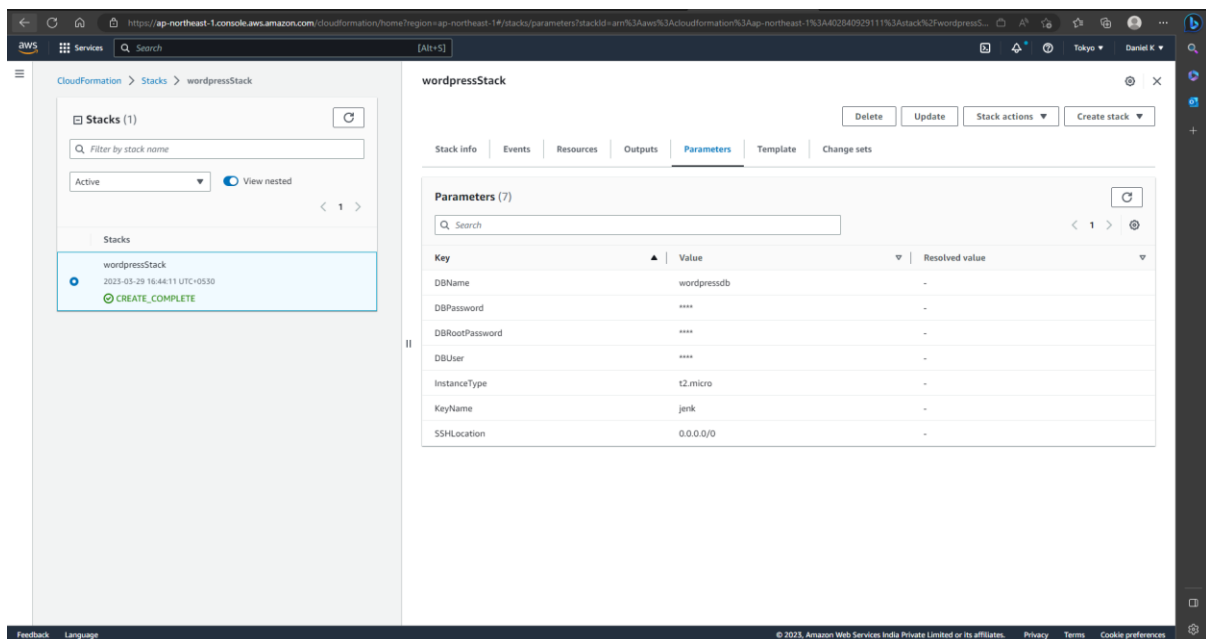 https://ap-northeast-1.console.aws.amazon.com/cloudformation/home?region=ap-northeast-1#/stacks/parameters?stackId=arn%3Aaws%3Acloudformation%3Aap-northeast-1%3A402840929111%3Astack%2FwordpressS...
aws Services Search [Alt+S] Tokyo Daniel K
CloudFormation > Stacks > wordpressStack
Stacks (1)
Filter by stack name
Active View nested
1
Stacks
wordpressStack
2023-03-29 16:44:11 UTC+0530
CREATE_COMPLETE
wordpressStack
Delete Update Stack actions Create stack
Stack info Events Resources Outputs Parameters Template Change sets
Parameters (7)
Search
1
Key Value Resolved value
DBName wordpressdb -
DBPassword **** -
DBRootPassword **** -
DBUser **** -
InstanceType t2.micro -
KeyName jenk -
SSHLocation 0.0.0.0/0 -
Feedback Language © 2023, Amazon Web Services India Private Limited or its affiliates. Privacy Terms Cookie preferences